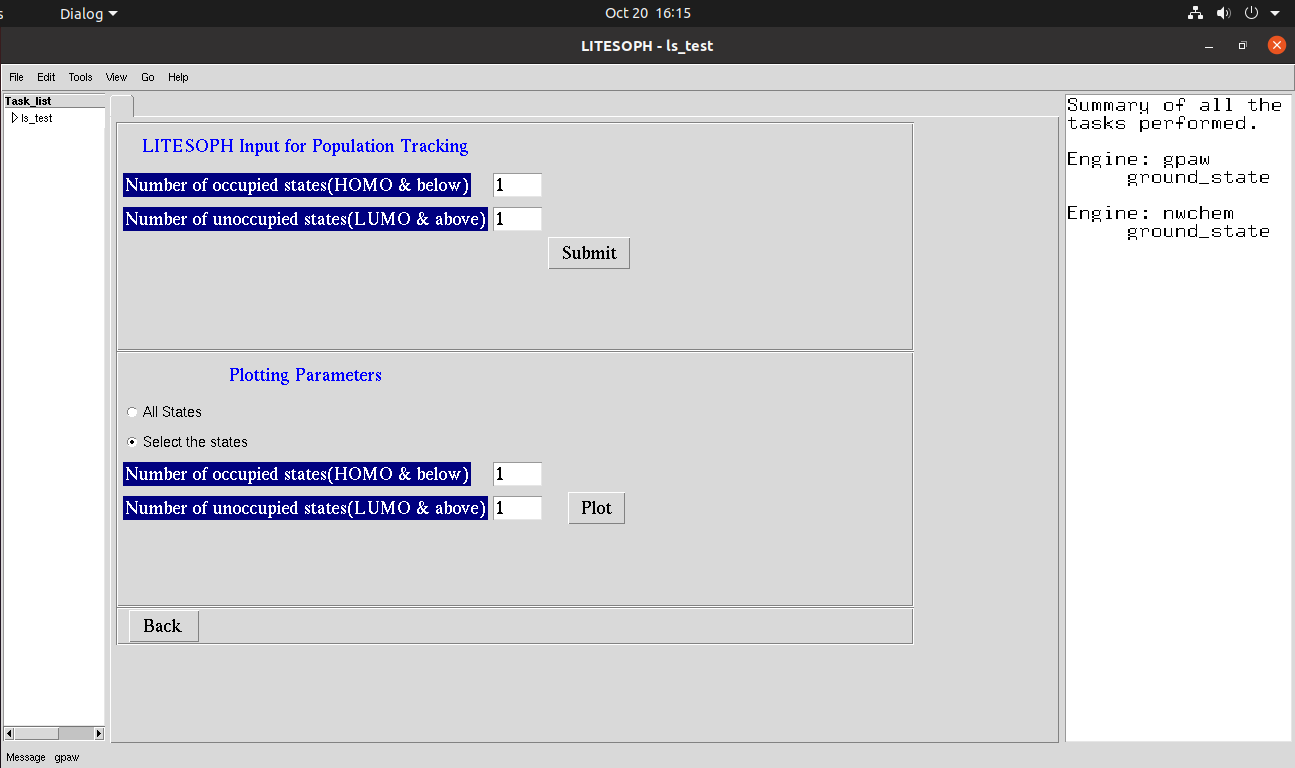 s Dialog Oct 20 16:15
LITESOPH - ls_test
File Edit Tools View Go Help
Task_list
ls_test
LITESOPH Input for Population Tracking
Number of occupied states(HOMO & below) 1
Number of unoccupied states(LUMO & above) 1
Submit
Plotting Parameters
All States
Select the states
Number of occupied states(HOMO & below) 1
Number of unoccupied states(LUMO & above) 1 Plot
Back
Summary of all the
tasks performed.
Engine: gpaw
ground_state
Engine: nwchem
ground_state
Message gpaw